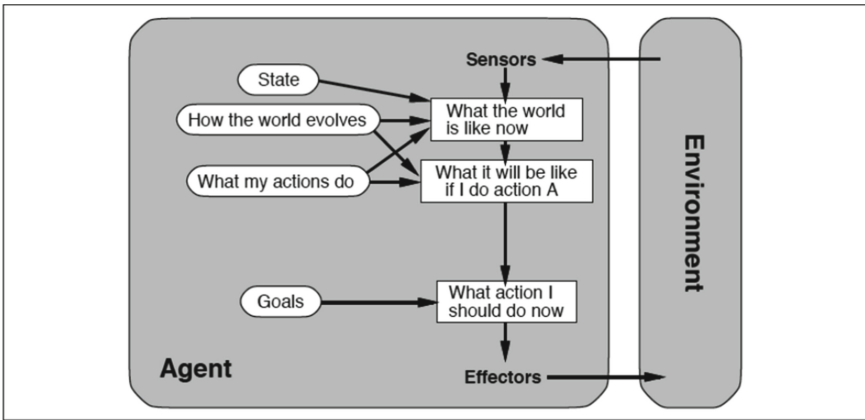 Sensors
State
What the world
is like now
How the world evolves
What my actions do
What it will be like
if I do action A
Goals
What action I
should do now
Effectors
Agent
Environment